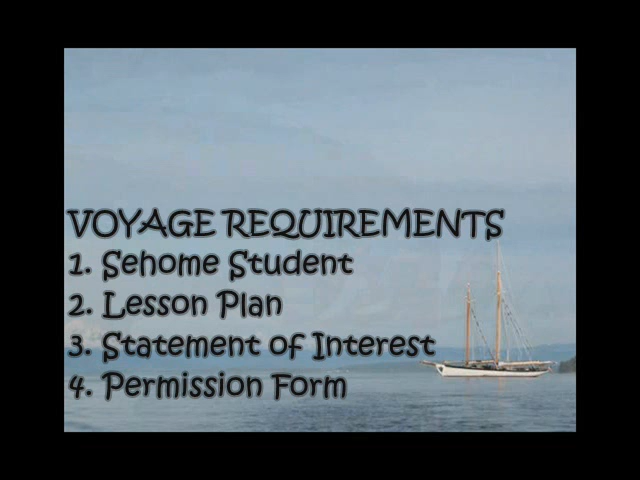 VOYAGE REQUIREMENTS
1. Sehome Student
2. Lesson Plan
3. Statement of Interest
4. Permission Form